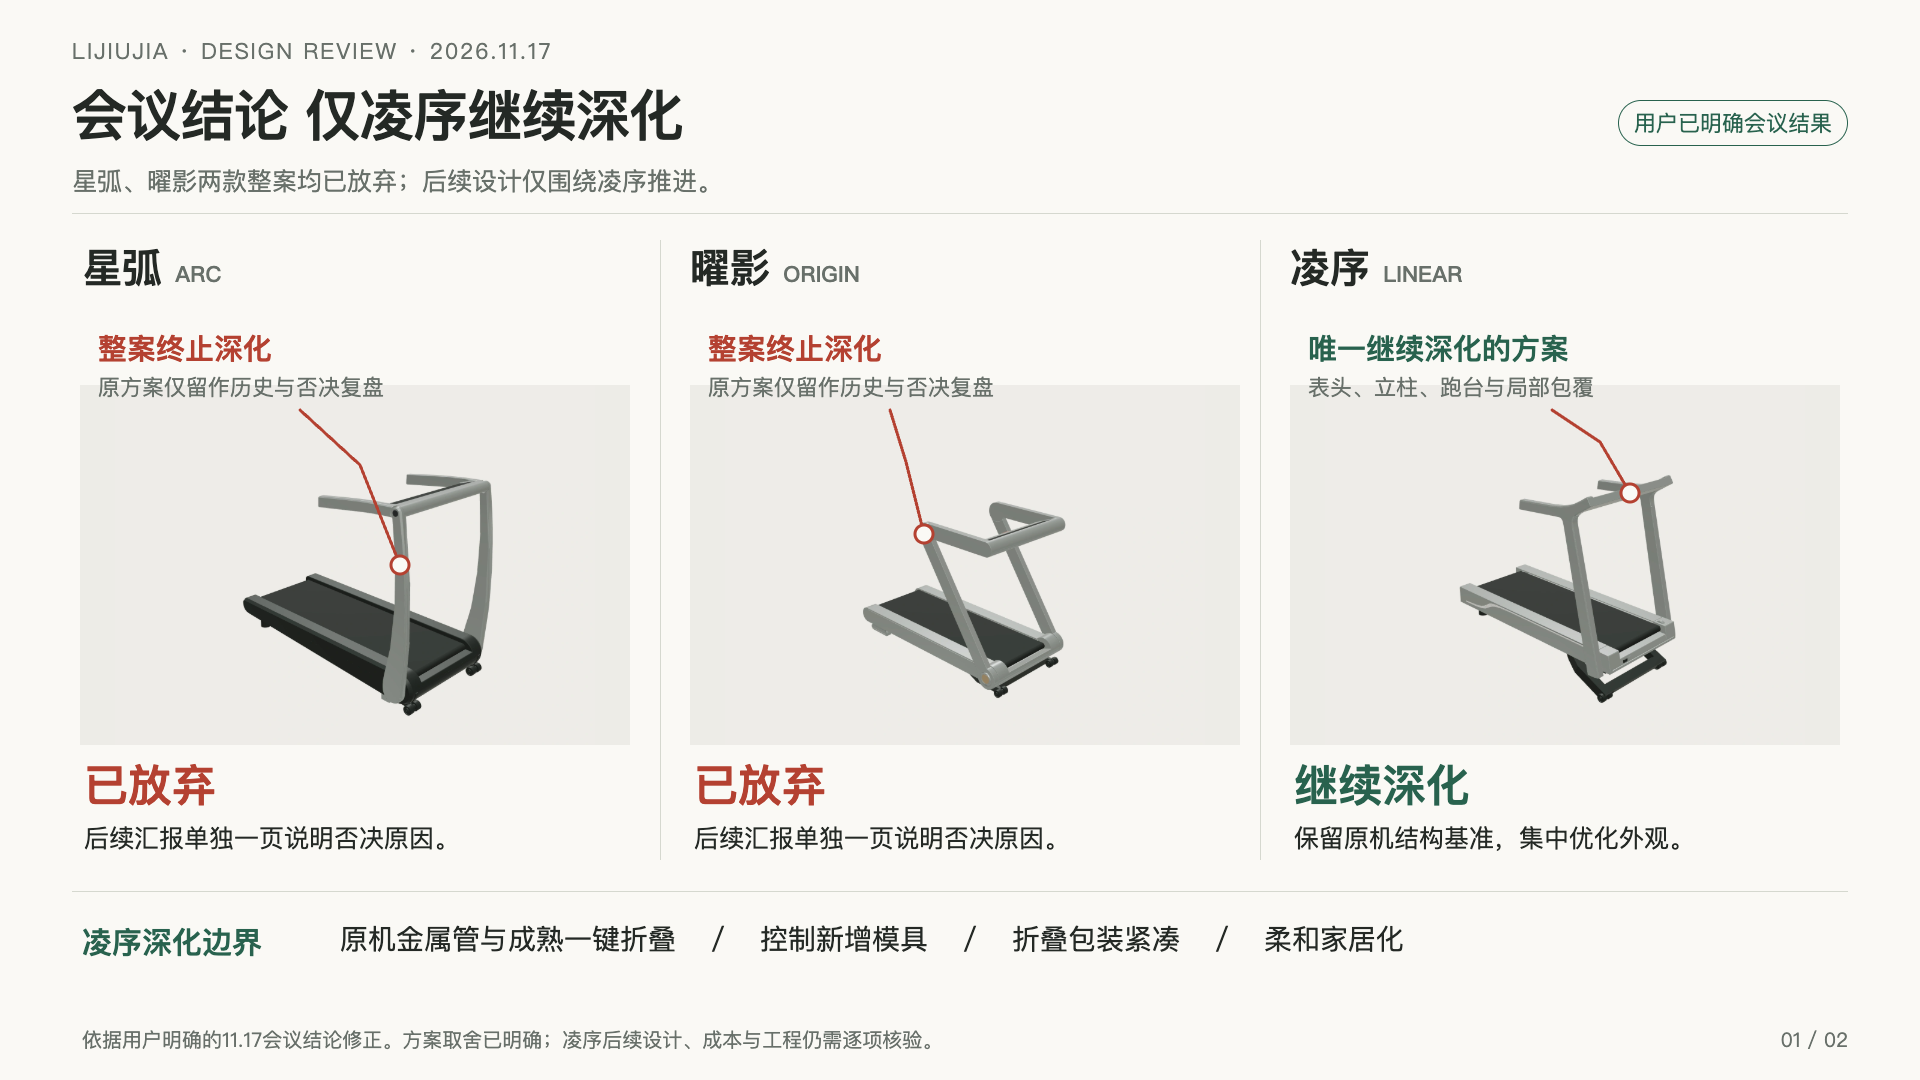 LIJIUJIA · DESIGN REVIEW · 2026.11.17
会议结论 仅凌序继续深化
用户已明确会议结果
星弧、曜影两款整案均已放弃；后续设计仅围绕凌序推进。
星弧 ARC
整案终止深化
原方案仅留作历史与否决复盘
已放弃
后续汇报单独一页说明否决原因。
曜影 ORIGIN
整案终止深化
原方案仅留作历史与否决复盘
已放弃
后续汇报单独一页说明否决原因。
凌序 LINEAR
唯一继续深化的方案
表头、立柱、跑台与局部包覆
继续深化
保留原机结构基准，集中优化外观。
凌序深化边界
原机金属管与成熟一键折叠 / 控制新增模具 / 折叠包装紧凑 / 柔和家居化
依据用户明确的11.17会议结论修正。方案取舍已明确；凌序后续设计、成本与工程仍需逐项核验。
01 / 02